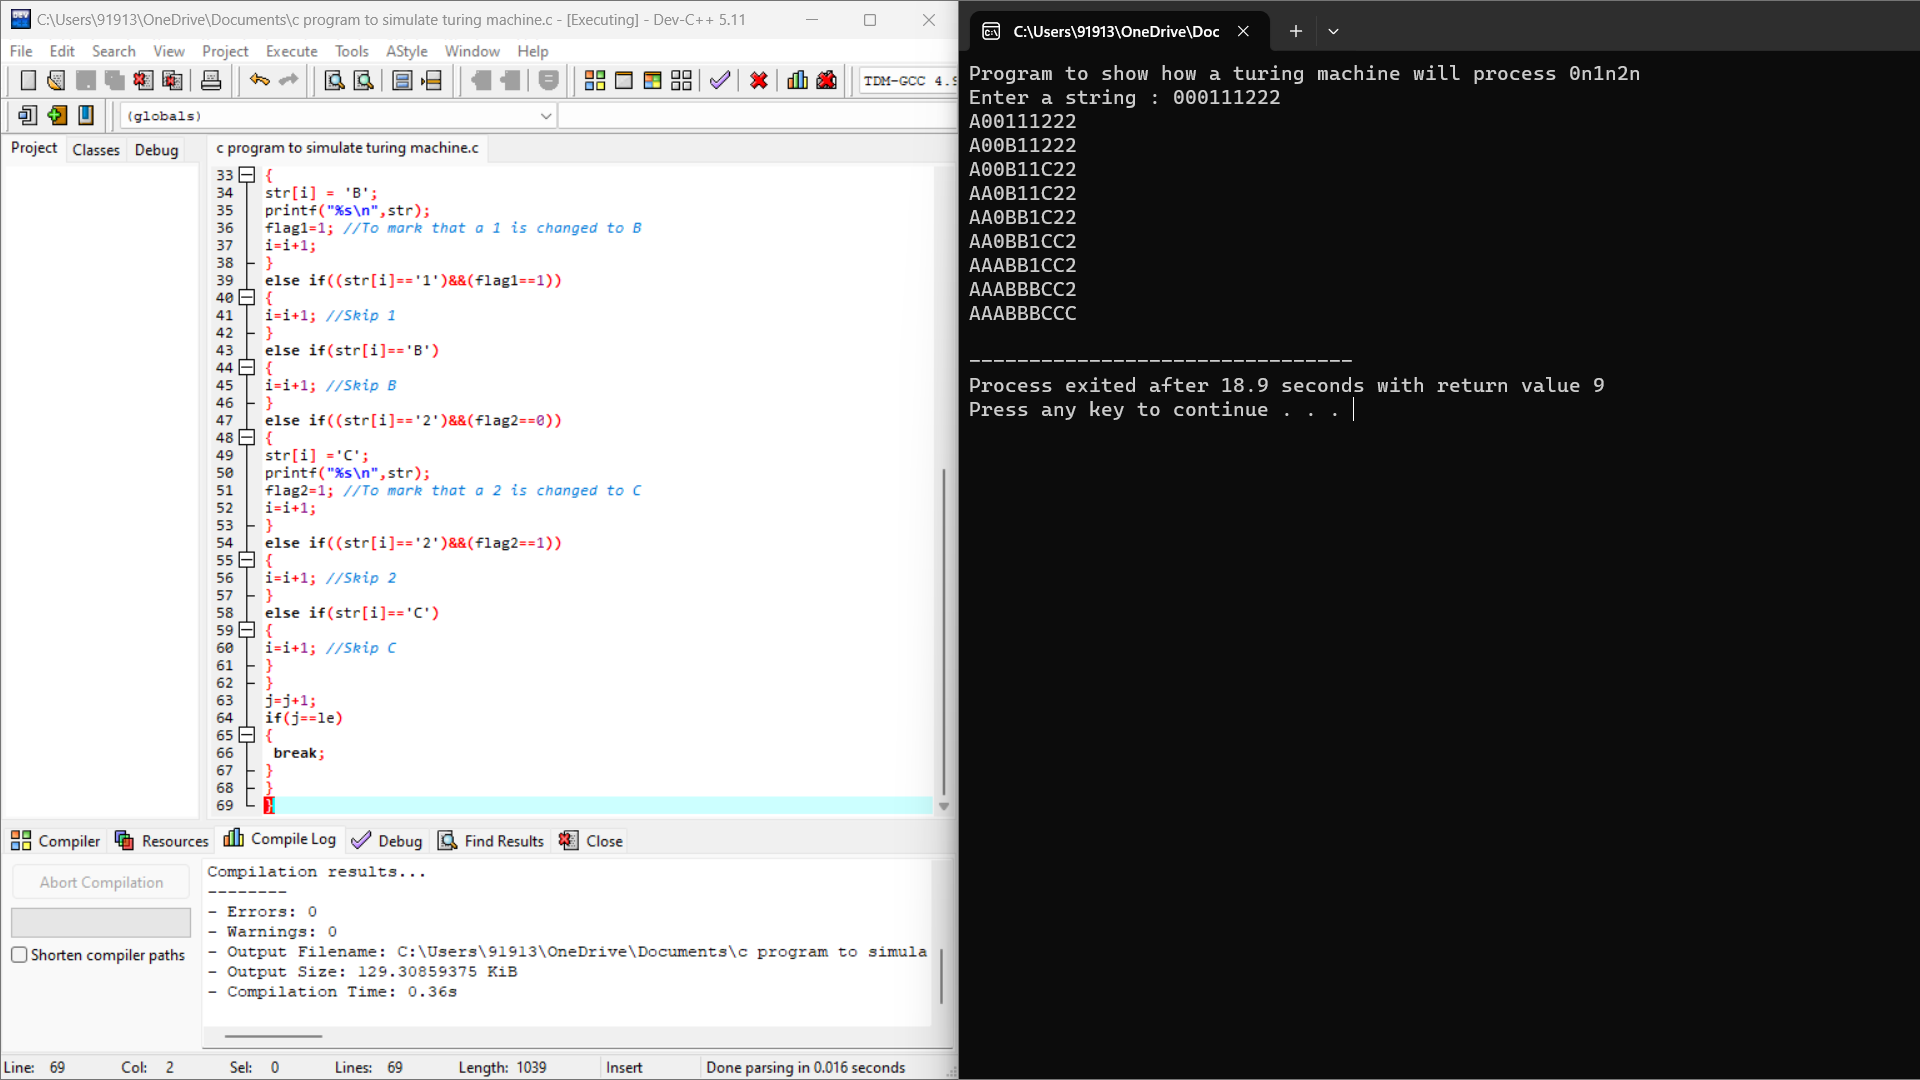 C:\Users\91913\OneDrive\Documents\c program to simulate turing machine.c - [Executing] - Dev-C++ 5.11
File Edit Search View Project Execute Tools AStyle Window Help
TDM-GCC 4.9
(globals)
Project Classes Debug
c program to simulate turing machine.c
33 {
34 str[i] = 'B';
35 printf("%s\n",str);
36 flag1=1; //To mark that a 1 is changed to B
37 i=i+1;
38 }
39 else if((str[i]=='1')&&(flag1==1))
40 {
41 i=i+1; //Skip 1
42 }
43 else if(str[i]=='B')
44 {
45 i=i+1; //Skip B
46 }
47 else if((str[i]=='2')&&(flag2==0))
48 {
49 str[i] ='C';
50 printf("%s\n",str);
51 flag2=1; //To mark that a 2 is changed to C
52 i=i+1;
53 }
54 else if((str[i]=='2')&&(flag2==1))
55 {
56 i=i+1; //Skip 2
57 }
58 else if(str[i]=='C')
59 {
60 i=i+1; //Skip C
61 }
62 }
63 j=j+1;
64 if(j==le)
65 {
66 break;
67 }
68 }
69 }
Compiler Resources Compile Log Debug Find Results Close
Abort Compilation
Shorten compiler paths
Compilation results...
--------
- Errors: 0
- Warnings: 0
- Output Filename: C:\Users\91913\OneDrive\Documents\c program to simula
- Output Size: 129.30859375 KiB
- Compilation Time: 0.36s
Line: 69 Col: 2 Sel: 0 Lines: 69 Length: 1039 Insert Done parsing in 0.016 seconds
C:\Users\91913\OneDrive\Doc
Program to show how a turing machine will process 0n1n2n
Enter a string : 000111222
A00111222
A00B11222
A00B11C22
AA0B11C22
AA0BB1C22
AA0BB1CC2
AAABB1CC2
AAABBBCC2
AAABBBCCC
--------------------------------
Process exited after 18.9 seconds with return value 9
Press any key to continue . . .